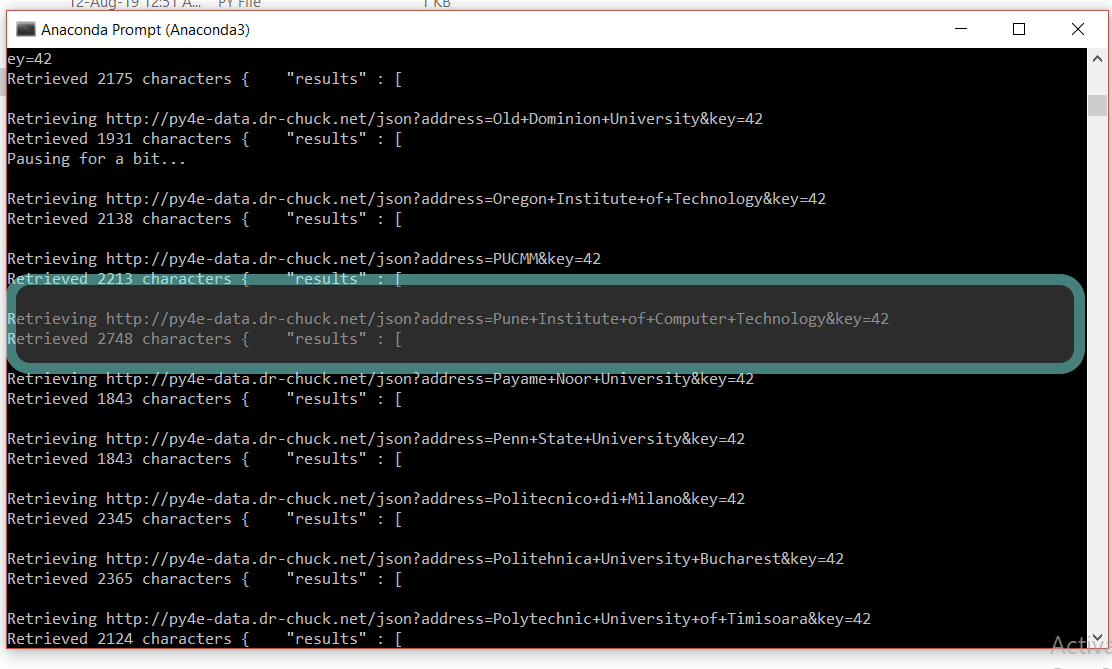 12-Aug-19 12:51 A... PY File 1 KB
Anaconda Prompt (Anaconda3)
ey=42
Retrieved 2175 characters {    "results" : [
Retrieving http://py4e-data.dr-chuck.net/json?address=Old+Dominion+University&key=42
Retrieved 1931 characters {    "results" : [
Pausing for a bit...
Retrieving http://py4e-data.dr-chuck.net/json?address=Oregon+Institute+of+Technology&key=42
Retrieved 2138 characters {    "results" : [
Retrieving http://py4e-data.dr-chuck.net/json?address=PUCMM&key=42
Retrieved 2213 characters {    "results" : [
Retrieving http://py4e-data.dr-chuck.net/json?address=Pune+Institute+of+Computer+Technology&key=42
Retrieved 2748 characters {    "results" : [
Retrieving http://py4e-data.dr-chuck.net/json?address=Payame+Noor+University&key=42
Retrieved 1843 characters {    "results" : [
Retrieving http://py4e-data.dr-chuck.net/json?address=Penn+State+University&key=42
Retrieved 1843 characters {    "results" : [
Retrieving http://py4e-data.dr-chuck.net/json?address=Politecnico+di+Milano&key=42
Retrieved 2345 characters {    "results" : [
Retrieving http://py4e-data.dr-chuck.net/json?address=Politehnica+University+Bucharest&key=42
Retrieved 2365 characters {    "results" : [
Retrieving http://py4e-data.dr-chuck.net/json?address=Polytechnic+University+of+Timisoara&key=42
Retrieved 2124 characters {    "results" : [
Activa